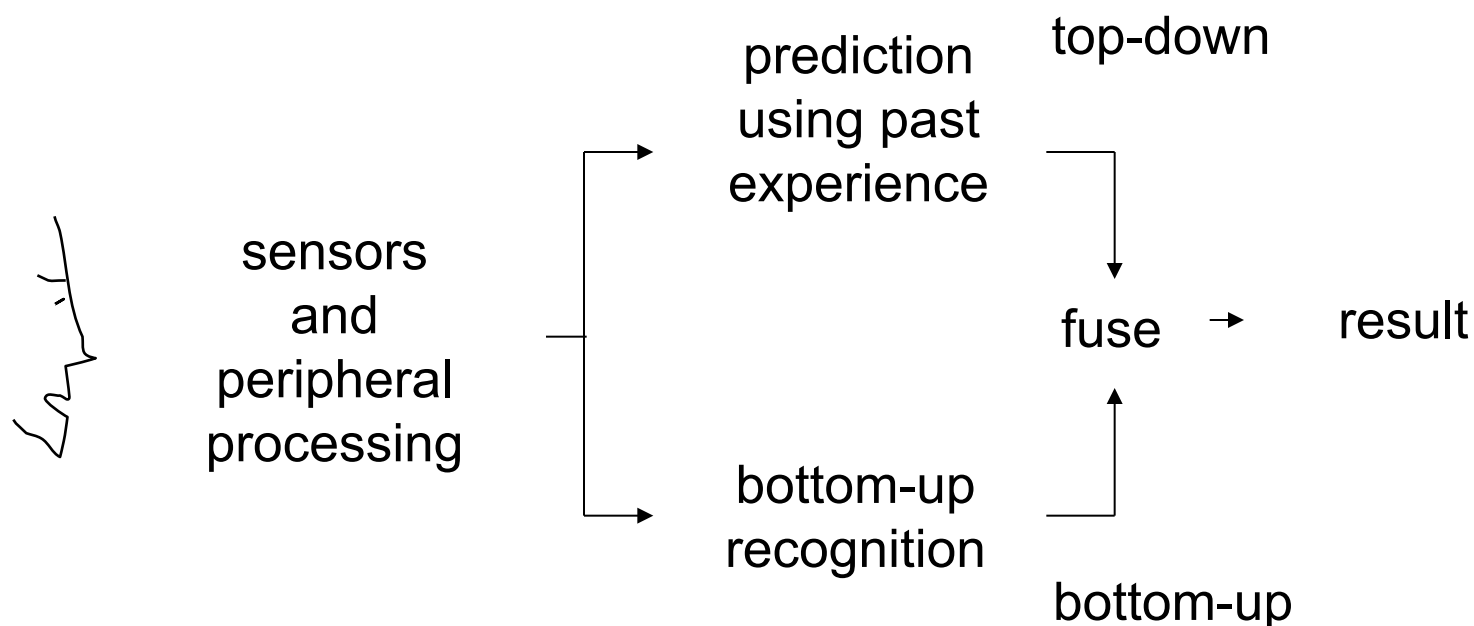 sensors
and
peripheral
processing
prediction
using past
experience
top-down
bottom-up
recognition
bottom-up
fuse
result